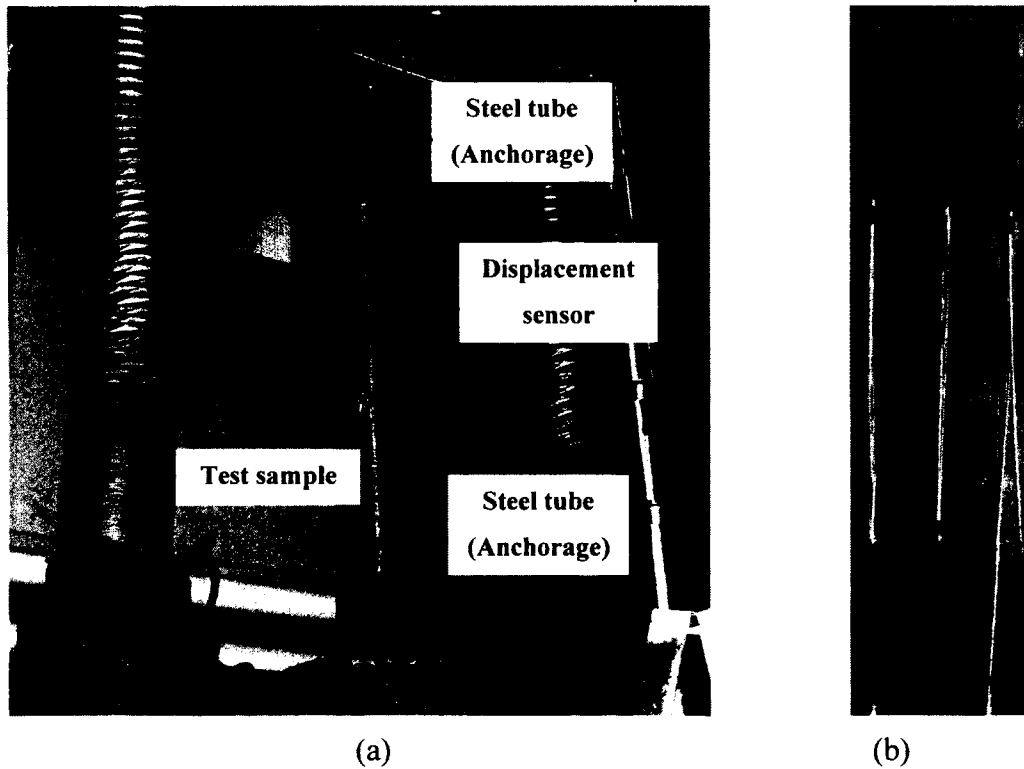 Steel tube
(Anchorage)
Displacement
sensor
Test sample
Steel tube
(Anchorage)
(a)
(b)